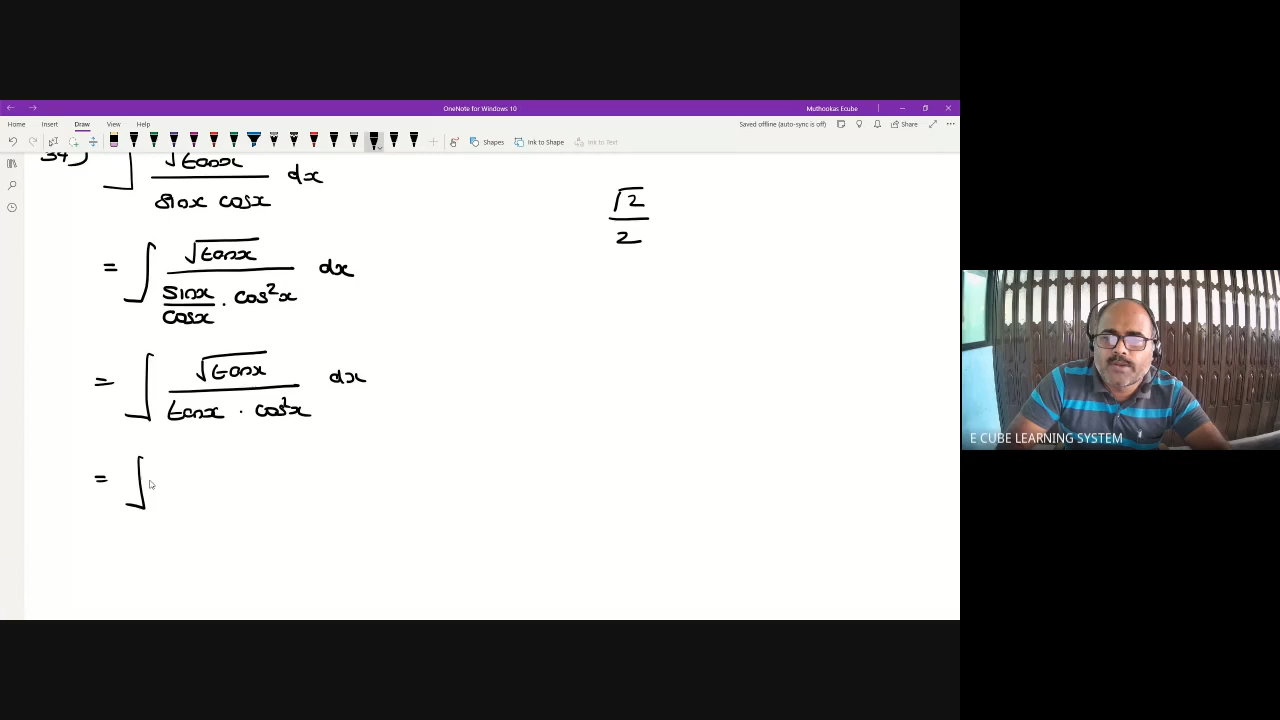 OneNote for Windows 10
Muthookas Ecube
Home Insert Draw View Help
Saved offline (auto-sync is off) Share
Shapes Ink to Shape Ink to Text
34) ∫ √tanx / sinx cosx dx
√2 / 2
= ∫ √tanx / (sinx / cosx · cos²x) dx
= ∫ √tanx / tanx · cos²x dx
= ∫
E CUBE LEARNING SYSTEM